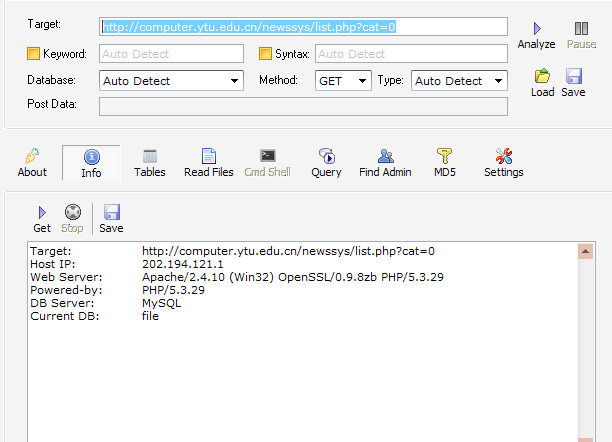 Target: http://computer.ytu.edu.cn/newssys/list.php?cat=0
Analyze Pause
Keyword: Auto Detect Syntax: Auto Detect
Database: Auto Detect Method: GET Type: Auto Detect
Load Save
Post Data:
About Info Tables Read Files Cmd Shell Query Find Admin MD5 Settings
Get Stop Save
Target: http://computer.ytu.edu.cn/newssys/list.php?cat=0
Host IP: 202.194.121.1
Web Server: Apache/2.4.10 (Win32) OpenSSL/0.9.8zb PHP/5.3.29
Powered-by: PHP/5.3.29
DB Server: MySQL
Current DB: file